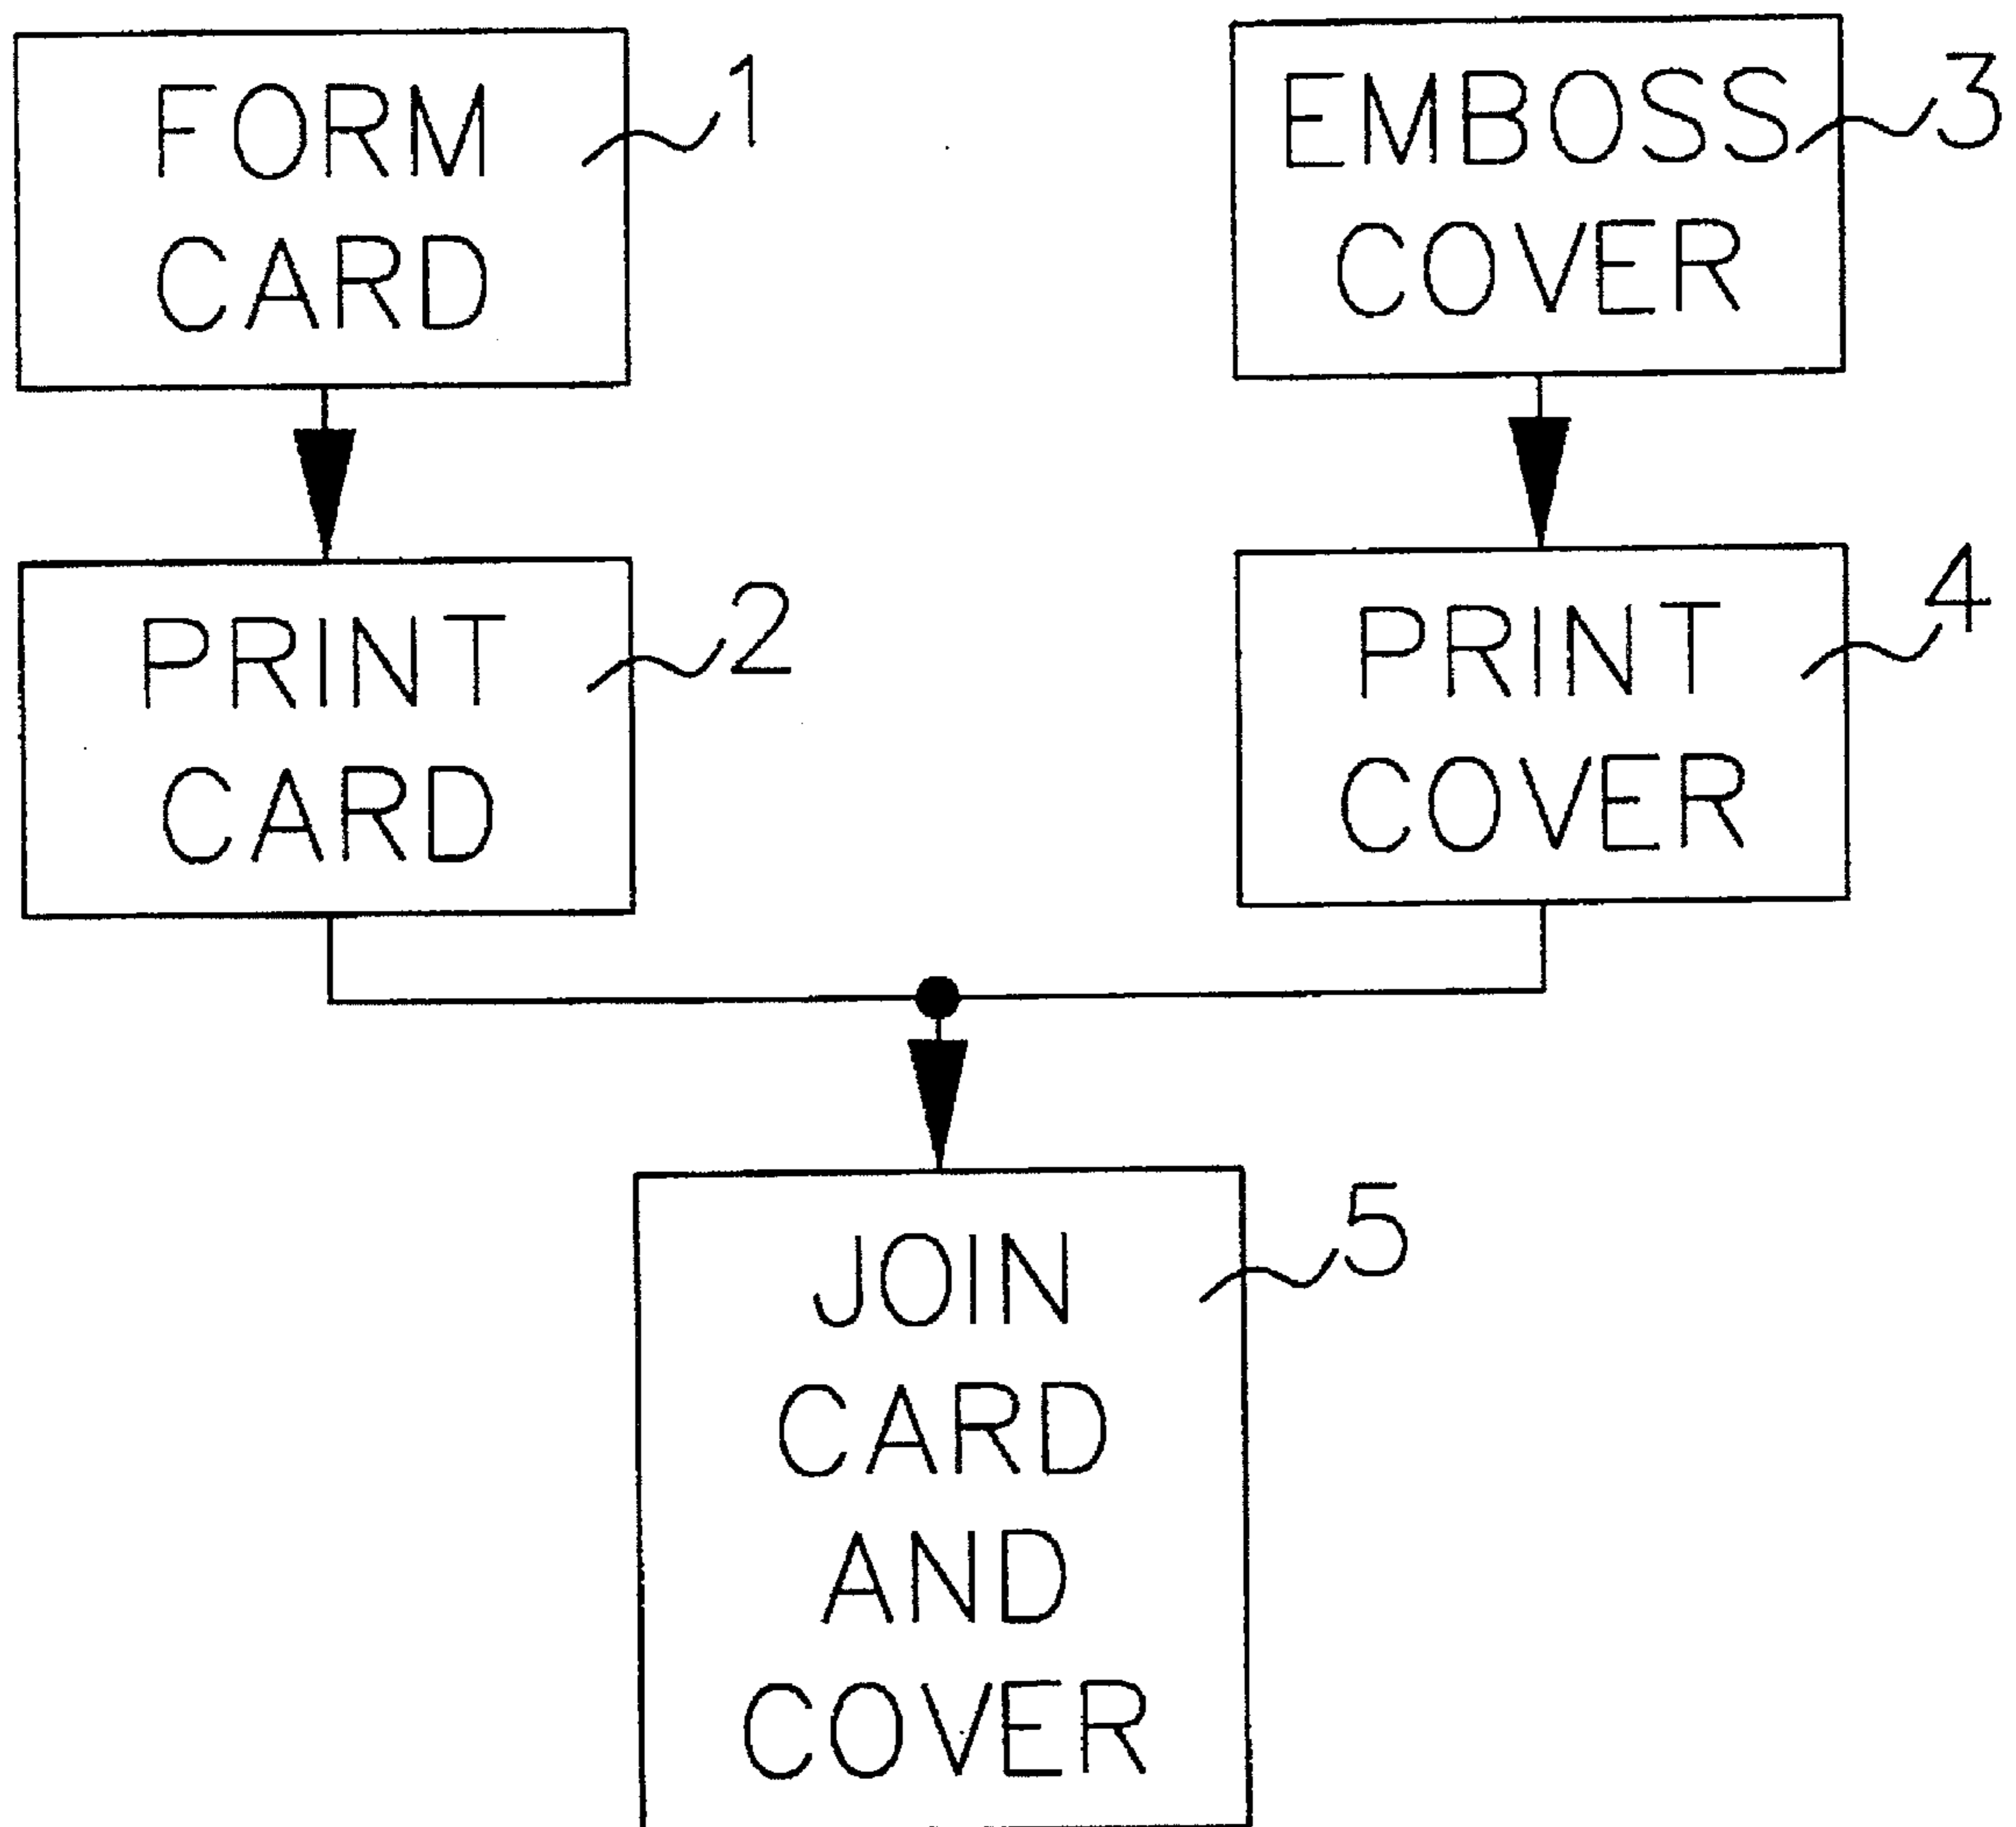 FORM
CARD
1
EMBOSS
COVER
3
PRINT
CARD
2
PRINT
COVER
4
JOIN
CARD
AND
COVER
5